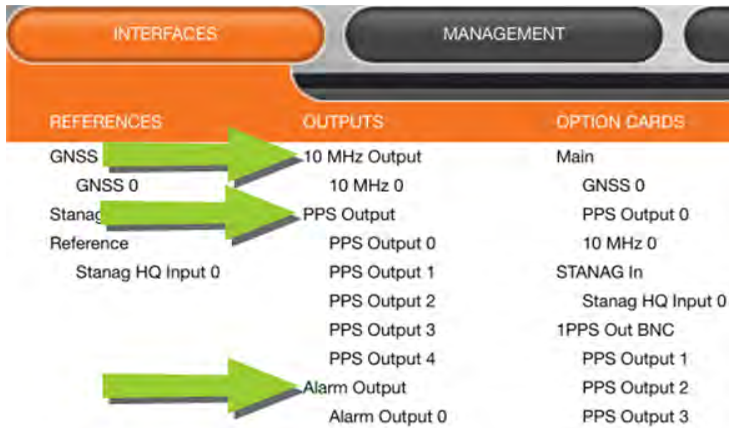 INTERFACES
MANAGEMENT
REFERENCES
GNSS
GNSS 0
Stanag
Reference
Stanag HQ Input 0
OUTPUTS
10 MHz Output
10 MHz 0
PPS Output
PPS Output 0
PPS Output 1
PPS Output 2
PPS Output 3
PPS Output 4
Alarm Output
Alarm Output 0
OPTION CARDS
Main
GNSS 0
PPS Output 0
10 MHz 0
STANAG In
Stanag HQ Input 0
1PPS Out BNC
PPS Output 1
PPS Output 2
PPS Output 3